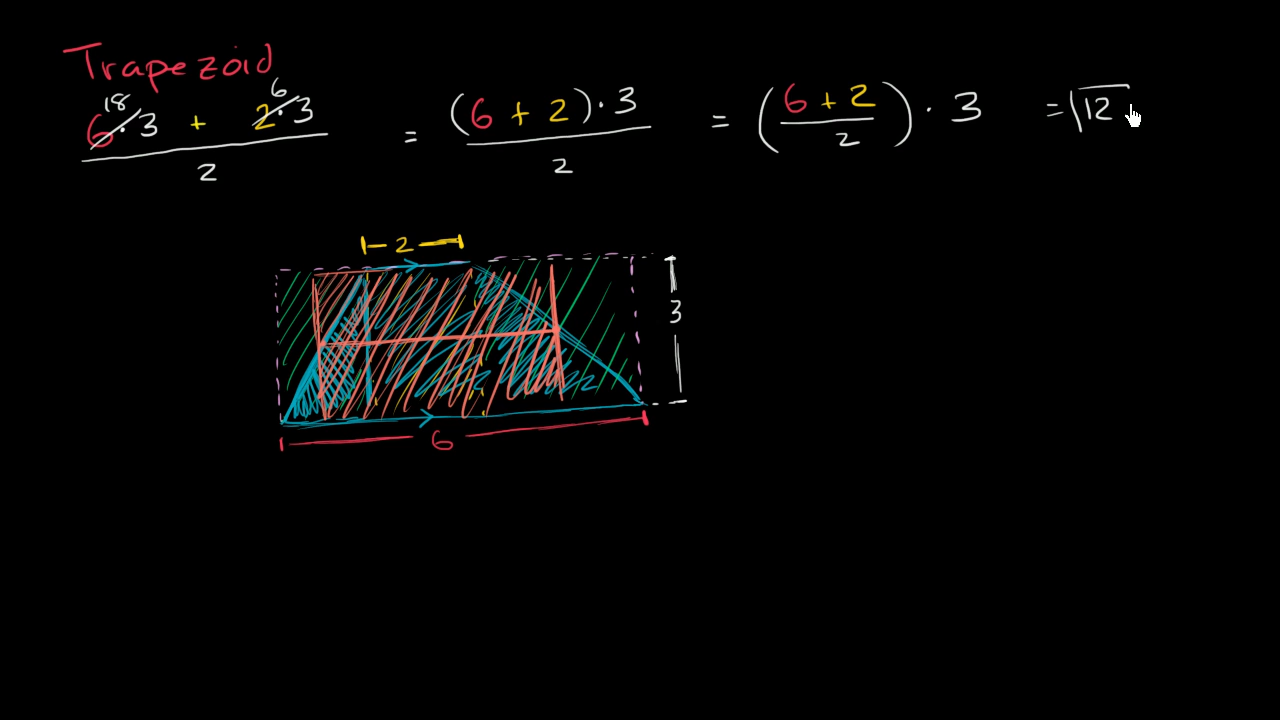 Trapezoid
18 6
6·3 + 2·3 / 2 = (6 + 2)·3 / 2 = (6 + 2 / 2)·3 = 12
2
3
6